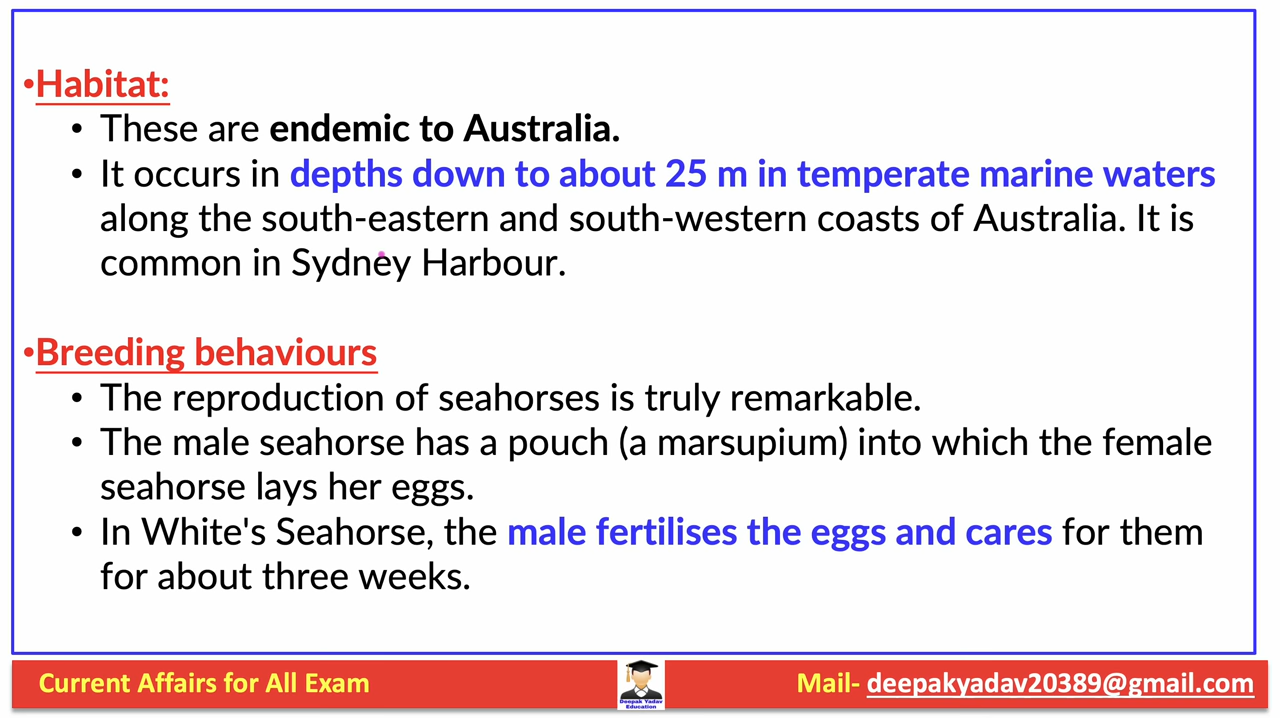 •Habitat:
• These are endemic to Australia.
• It occurs in depths down to about 25 m in temperate marine waters
along the south-eastern and south-western coasts of Australia. It is
common in Sydney Harbour.
•Breeding behaviours
• The reproduction of seahorses is truly remarkable.
• The male seahorse has a pouch (a marsupium) into which the female
seahorse lays her eggs.
• In White's Seahorse, the male fertilises the eggs and cares for them
for about three weeks.
Current Affairs for All Exam
Deepak Yadav
Education
Mail- deepakyadav20389@gmail.com